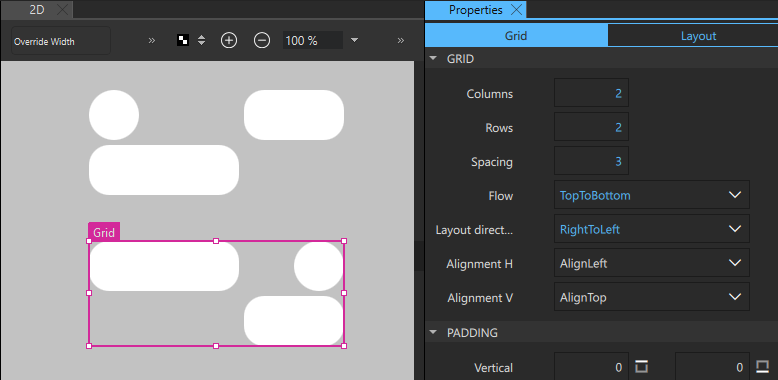 2D
Override Width
»
100 %
»
Grid
Properties
Grid
Layout
GRID
Columns 2
Rows 2
Spacing 3
Flow TopToBottom
Layout direct... RightToLeft
Alignment H AlignLeft
Alignment V AlignTop
PADDING
Vertical 0 0